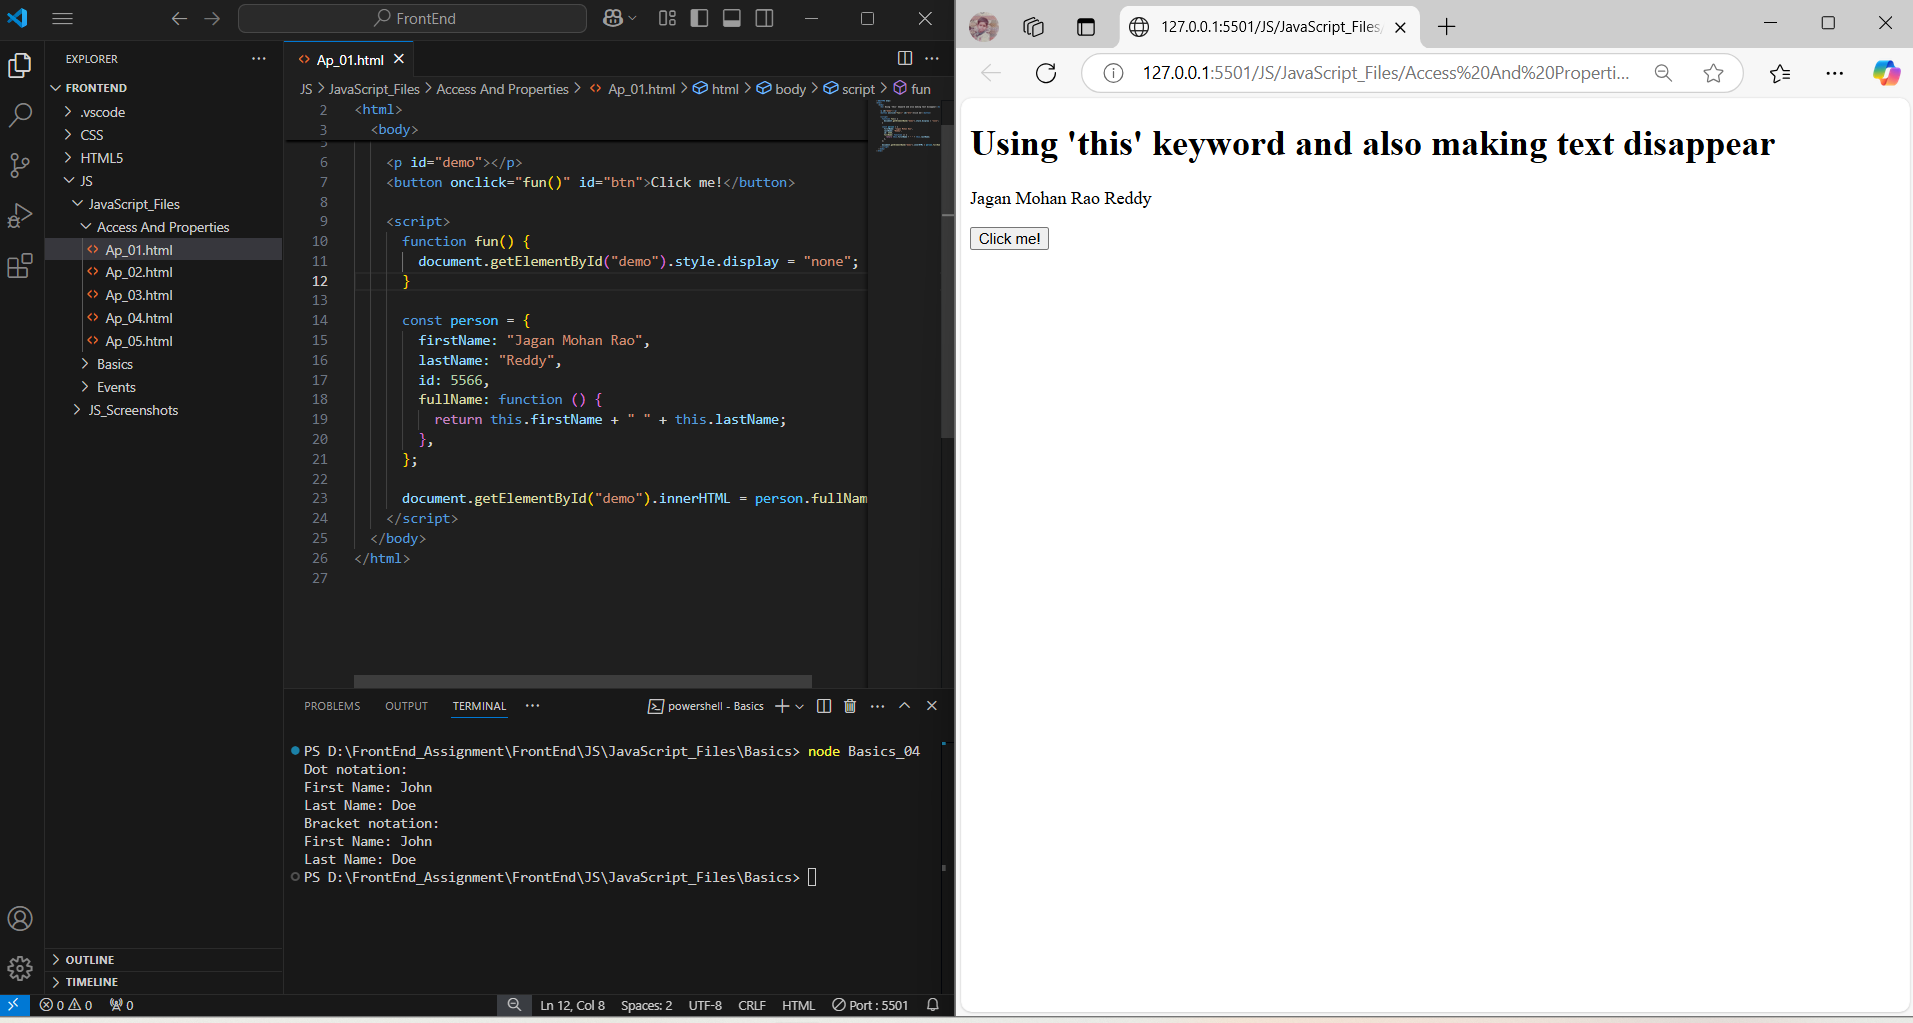 FrontEnd
EXPLORER
FRONTEND
.vscode
CSS
HTML5
JS
JavaScript_Files
Access And Properties
Ap_01.html
Ap_02.html
Ap_03.html
Ap_04.html
Ap_05.html
Basics
Events
JS_Screenshots
OUTLINE
TIMELINE
Ap_01.html
JS > JavaScript_Files > Access And Properties > Ap_01.html > html > body > script > fun
2 <html>
3 <body>
5
6 <p id="demo"></p>
7 <button onclick="fun()" id="btn">Click me!</button>
8
9 <script>
10 function fun() {
11 document.getElementById("demo").style.display = "none";
12 }
13
14 const person = {
15 firstName: "Jagan Mohan Rao",
16 lastName: "Reddy",
17 id: 5566,
18 fullName: function () {
19 return this.firstName + " " + this.lastName;
20 },
21 };
22
23 document.getElementById("demo").innerHTML = person.fullNam
24 </script>
25 </body>
26 </html>
27
PROBLEMS OUTPUT TERMINAL powershell - Basics
PS D:\FrontEnd_Assignment\FrontEnd\JS\JavaScript_Files\Basics> node Basics_04
Dot notation:
First Name: John
Last Name: Doe
Bracket notation:
First Name: John
Last Name: Doe
PS D:\FrontEnd_Assignment\FrontEnd\JS\JavaScript_Files\Basics>
0 0 0 Ln 12, Col 8 Spaces: 2 UTF-8 CRLF HTML Port : 5501
127.0.0.1:5501/JS/JavaScript_Files/
127.0.0.1:5501/JS/JavaScript_Files/Access%20And%20Properti...
Using 'this' keyword and also making text disappear
Jagan Mohan Rao Reddy
Click me!